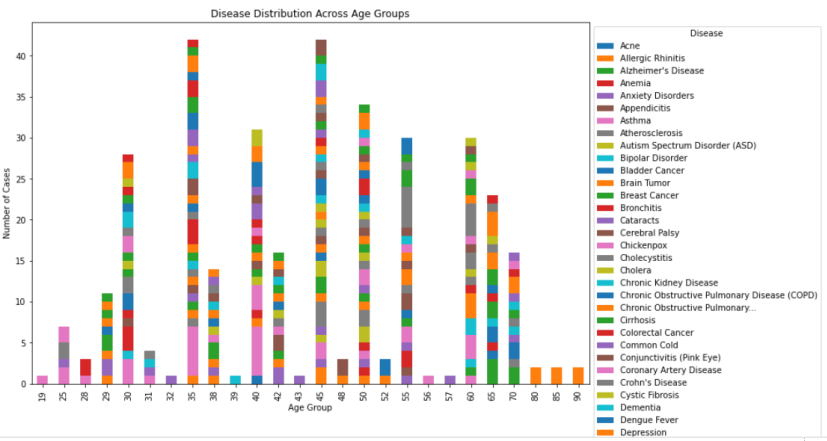 Disease Distribution Across Age Groups
Number of Cases
40
35
30
25
20
15
10
5
0
19 25 28 29 30 31 32 35 38 39 40 42 43 45 48 50 52 55 56 57 60 65 70 80 85 90
Age Group
Disease
Acne
Allergic Rhinitis
Alzheimer's Disease
Anemia
Anxiety Disorders
Appendicitis
Asthma
Atherosclerosis
Autism Spectrum Disorder (ASD)
Bipolar Disorder
Bladder Cancer
Brain Tumor
Breast Cancer
Bronchitis
Cataracts
Cerebral Palsy
Chickenpox
Cholecystitis
Cholera
Chronic Kidney Disease
Chronic Obstructive Pulmonary Disease (COPD)
Chronic Obstructive Pulmonary...
Cirrhosis
Colorectal Cancer
Common Cold
Conjunctivitis (Pink Eye)
Coronary Artery Disease
Crohn's Disease
Cystic Fibrosis
Dementia
Dengue Fever
Depression